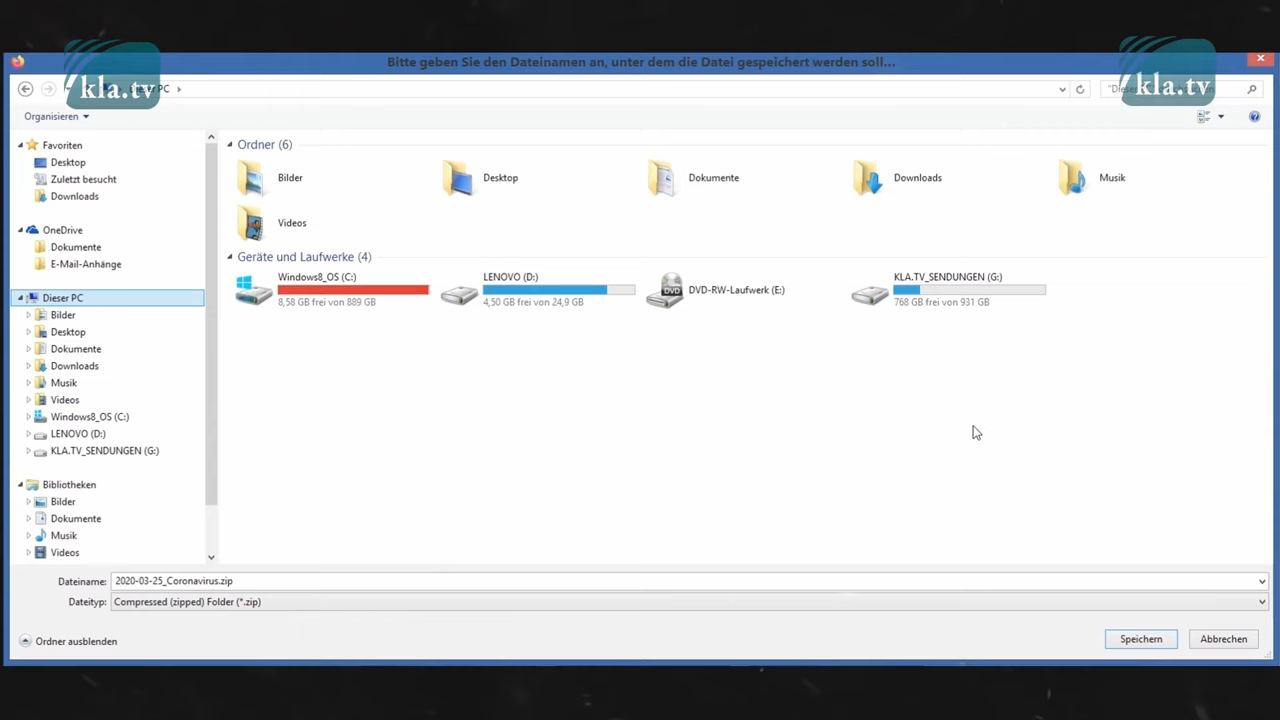 kla.tv
kla.tv
Bitte geben Sie den Dateinamen an, unter dem die Datei gespeichert werden soll...
Dieser PC
Organisieren
Favoriten
Desktop
Zuletzt besucht
Downloads
OneDrive
Dokumente
E-Mail-Anhänge
Dieser PC
Bilder
Desktop
Dokumente
Downloads
Musik
Videos
Windows8_OS (C:)
LENOVO (D:)
KLA.TV_SENDUNGEN (G:)
Bibliotheken
Bilder
Dokumente
Musik
Videos
Ordner (6)
Bilder
Desktop
Dokumente
Downloads
Musik
Videos
Geräte und Laufwerke (4)
Windows8_OS (C:)
8,58 GB frei von 889 GB
LENOVO (D:)
4,50 GB frei von 24,9 GB
DVD
DVD-RW-Laufwerk (E:)
KLA.TV_SENDUNGEN (G:)
768 GB frei von 931 GB
Dateiname: 2020-03-25_Coronavirus.zip
Dateityp: Compressed (zipped) Folder (*.zip)
Ordner ausblenden
Speichern
Abbrechen